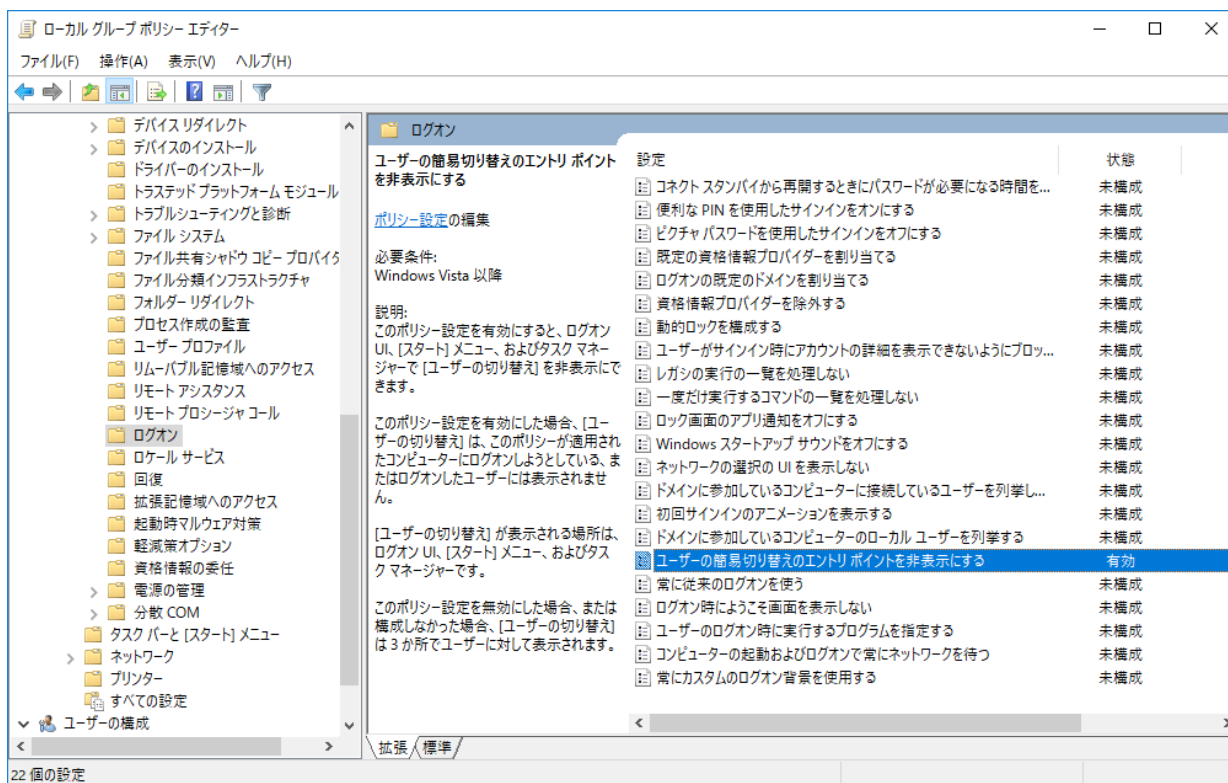 ローカル グループ ポリシー エディター
ファイル(F) 操作(A) 表示(V) ヘルプ(H)
デバイス リダイレクト
デバイスのインストール
ドライバーのインストール
トラステッド プラットフォーム モジュール
トラブルシューティングと診断
ファイル システム
ファイル共有シャドウ コピー プロバイダ
ファイル分類インフラストラクチャ
フォルダー リダイレクト
プロセス作成の監査
ユーザー プロファイル
リムーバブル記憶域へのアクセス
リモート アシスタンス
リモート プロシージャ コール
ログオン
ロケール サービス
回復
拡張記憶域へのアクセス
起動時マルウェア対策
軽減策オプション
資格情報の委任
電源の管理
分散 COM
タスク バーと [スタート] メニュー
ネットワーク
プリンター
すべての設定
ユーザーの構成
ログオン
ユーザーの簡易切り替えのエントリ ポイント
を非表示にする
ポリシー設定の編集
必要条件:
Windows Vista 以降
説明:
このポリシー設定を有効にすると、ログオン
UI、[スタート] メニュー、およびタスク マネー
ジャーで [ユーザーの切り替え] を非表示にで
きます。
このポリシー設定を有効にした場合、[ユー
ザーの切り替え] は、このポリシーが適用され
たコンピューターにログオンしようとしている、ま
たはログオンしたユーザーには表示されませ
ん。
[ユーザーの切り替え] が表示される場所は、
ログオン UI、[スタート] メニュー、およびタス
ク マネージャーです。
このポリシー設定を無効にした場合、または
構成しなかった場合、[ユーザーの切り替え]
は 3 か所でユーザーに対して表示されます。
設定 状態
コネクト スタンバイから再開するときにパスワードが必要になる時間を... 未構成
便利な PIN を使用したサインインをオンにする 未構成
ピクチャ パスワードを使用したサインインをオフにする 未構成
既定の資格情報プロバイダーを割り当てる 未構成
ログオンの既定のドメインを割り当てる 未構成
資格情報プロバイダーを除外する 未構成
動的ロックを構成する 未構成
ユーザーがサインイン時にアカウントの詳細を表示できないようにブロッ... 未構成
レガシの実行の一覧を処理しない 未構成
一度だけ実行するコマンドの一覧を処理しない 未構成
ロック画面のアプリ通知をオフにする 未構成
Windows スタートアップ サウンドをオフにする 未構成
ネットワークの選択の UI を表示しない 未構成
ドメインに参加しているコンピューターに接続しているユーザーを列挙し... 未構成
初回サインインのアニメーションを表示する 未構成
ドメインに参加しているコンピューターのローカル ユーザーを列挙する 未構成
ユーザーの簡易切り替えのエントリ ポイントを非表示にする 有効
常に従来のログオンを使う 未構成
ログオン時にようこそ画面を表示しない 未構成
ユーザーのログオン時に実行するプログラムを指定する 未構成
コンピューターの起動およびログオンで常にネットワークを待つ 未構成
常にカスタムのログオン背景を使用する 未構成
拡張 標準
22 個の設定